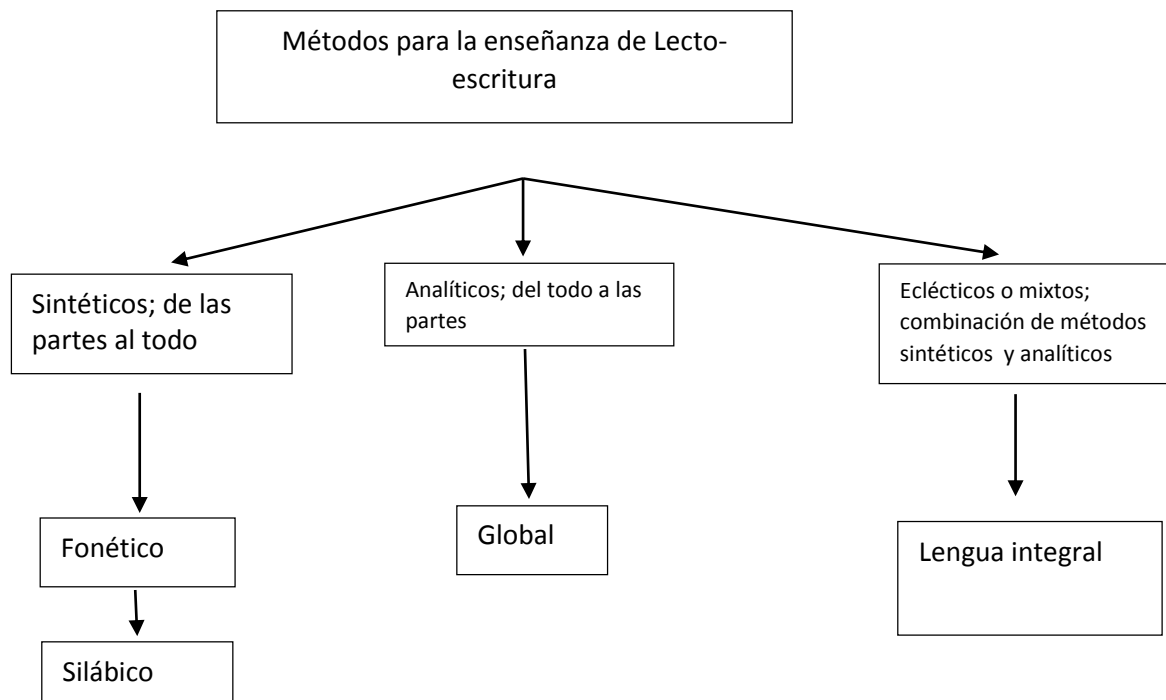 Métodos para la enseñanza de Lecto-
escritura
Sintéticos; de las
partes al todo
Analíticos; del todo a las
partes
Eclécticos o mixtos;
combinación de métodos
sintéticos y analíticos
Fonético
Global
Lengua integral
Silábico